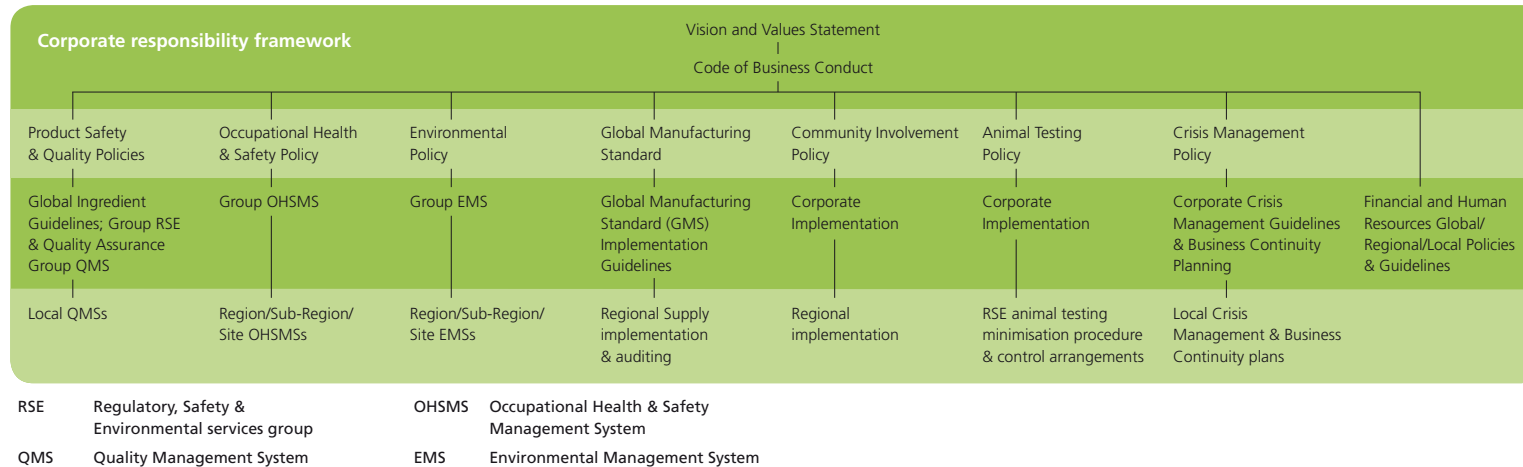 Corporate responsibility framework
Vision and Values Statement
Code of Business Conduct
Product Safety
& Quality Policies
Occupational Health
& Safety Policy
Environmental
Policy
Global Manufacturing
Standard
Community Involvement
Policy
Animal Testing
Policy
Crisis Management
Policy
Global Ingredient
Guidelines; Group RSE
& Quality Assurance
Group QMS
Group OHSMS
Group EMS
Global Manufacturing
Standard (GMS)
Implementation
Guidelines
Corporate
Implementation
Corporate
Implementation
Corporate Crisis
Management Guidelines
& Business Continuity
Planning
Financial and Human
Resources Global/
Regional/Local Policies
& Guidelines
Local QMSs
Region/Sub-Region/
Site OHSMSs
Region/Sub-Region/
Site EMSs
Regional Supply
implementation
& auditing
Regional
implementation
RSE animal testing
minimisation procedure
& control arrangements
Local Crisis
Management & Business
Continuity plans
RSE Regulatory, Safety &
Environmental services group
QMS Quality Management System
OHSMS Occupational Health & Safety
Management System
EMS Environmental Management System